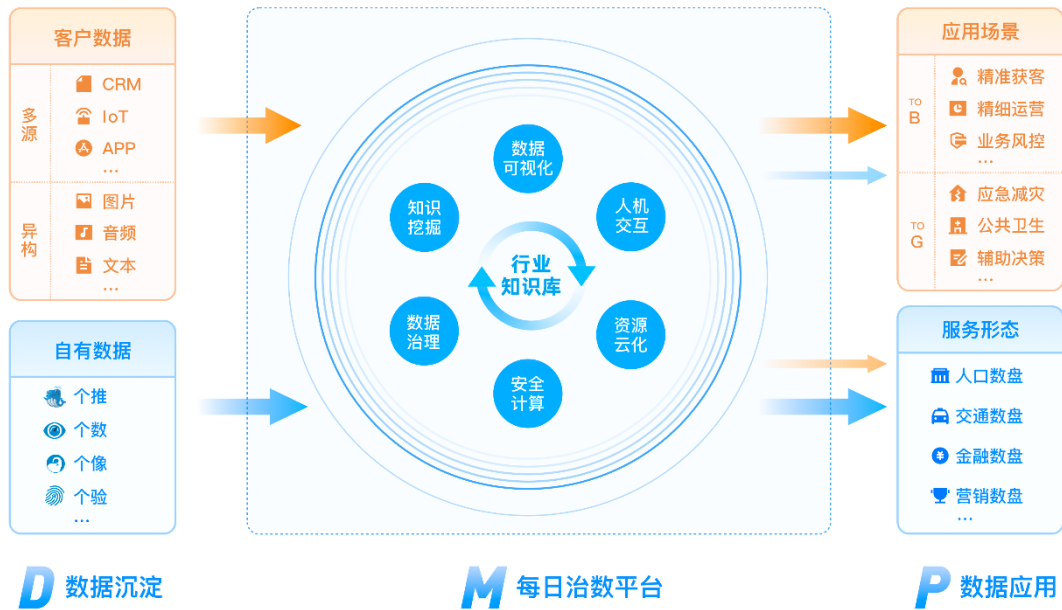 客户数据
多源
CRM
IoT
APP
...
异构
图片
音频
文本
...
自有数据
个推
个数
个像
个验
...
数据
可视化
知识
挖掘
人机
交互
行业
知识库
数据
治理
资源
云化
安全
计算
应用场景
TO
B
精准获客
精细运营
业务风控
...
TO
G
应急减灾
公共卫生
辅助决策
...
服务形态
人口数盘
交通数盘
金融数盘
营销数盘
...
D 数据沉淀
M 每日治数平台
P 数据应用